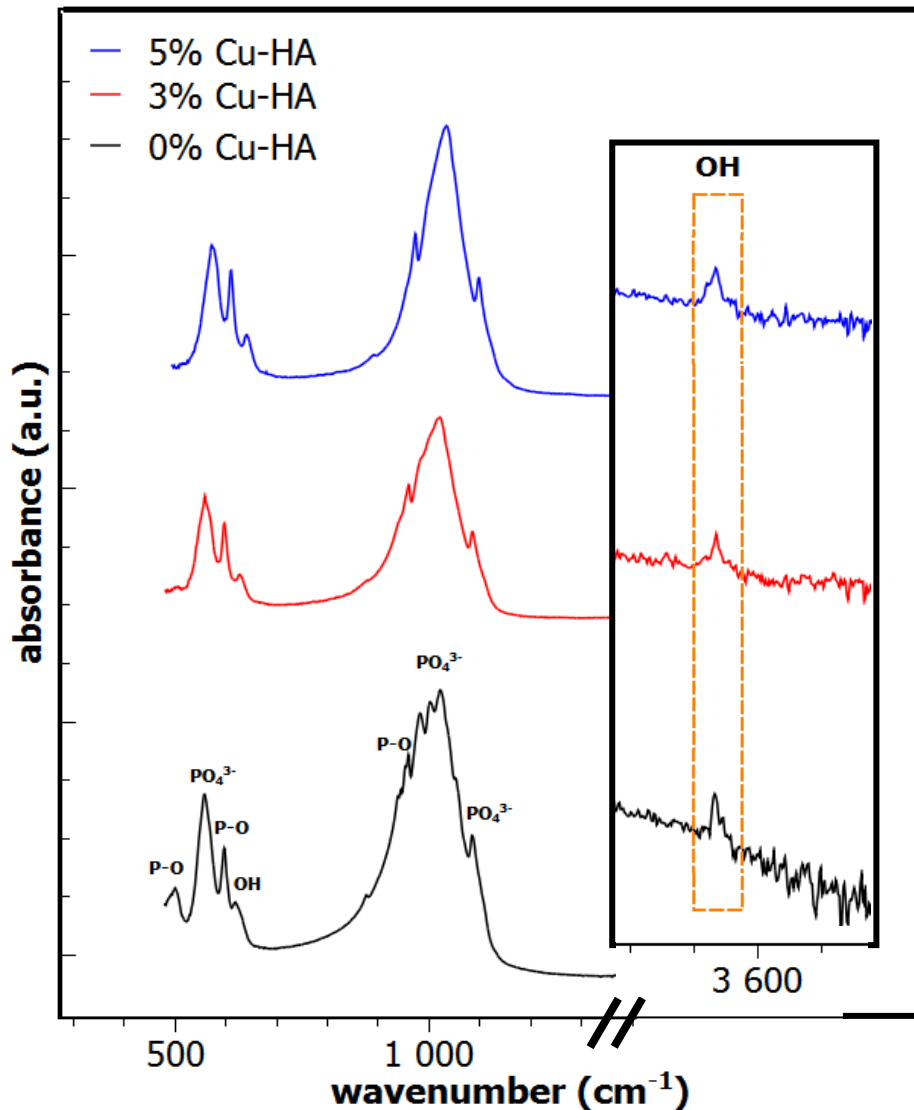 5% Cu-HA
3% Cu-HA
0% Cu-HA
OH
absorbance (a.u.)
PO₄³⁻
P-O
PO₄³⁻
PO₄³⁻
P-O
P-O
OH
3 600
500
1 000
wavenumber (cm⁻¹)